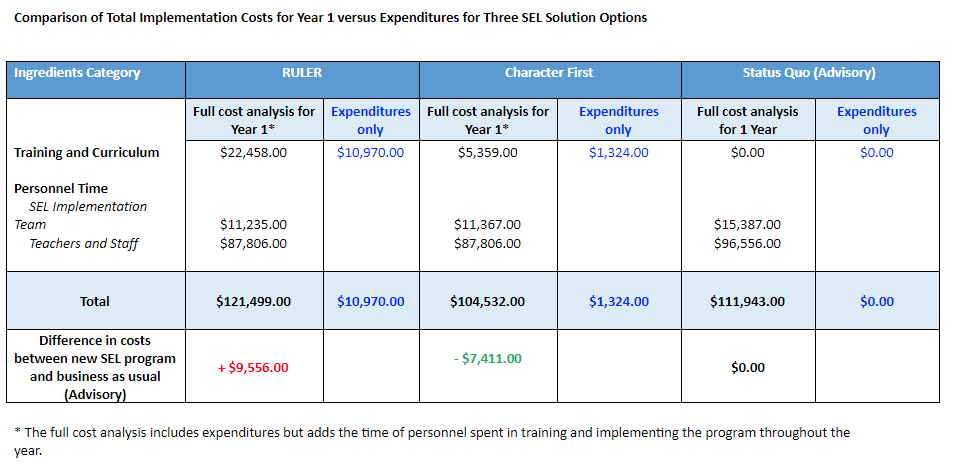 Comparison of Total Implementation Costs for Year 1 versus Expenditures for Three SEL Solution Options
Ingredients Category RULER Character First Status Quo (Advisory)
Full cost analysis for Expenditures Full cost analysis for Expenditures Full cost analysis Expenditures
Year 1* only Year 1* only for 1 Year only
Training and Curriculum $22,458.00 $10,970.00 $5,359.00 $1,324.00 $0.00 $0.00
Personnel Time
SEL Implementation
Team $11,235.00 $11,367.00 $15,387.00
Teachers and Staff $87,806.00 $87,806.00 $96,556.00
Total $121,499.00 $10,970.00 $104,532.00 $1,324.00 $111,943.00 $0.00
Difference in costs
between new SEL program
and business as usual
(Advisory)
+ $9,556.00 - $7,411.00 $0.00
* The full cost analysis includes expenditures but adds the time of personnel spent in training and implementing the program throughout the
year.